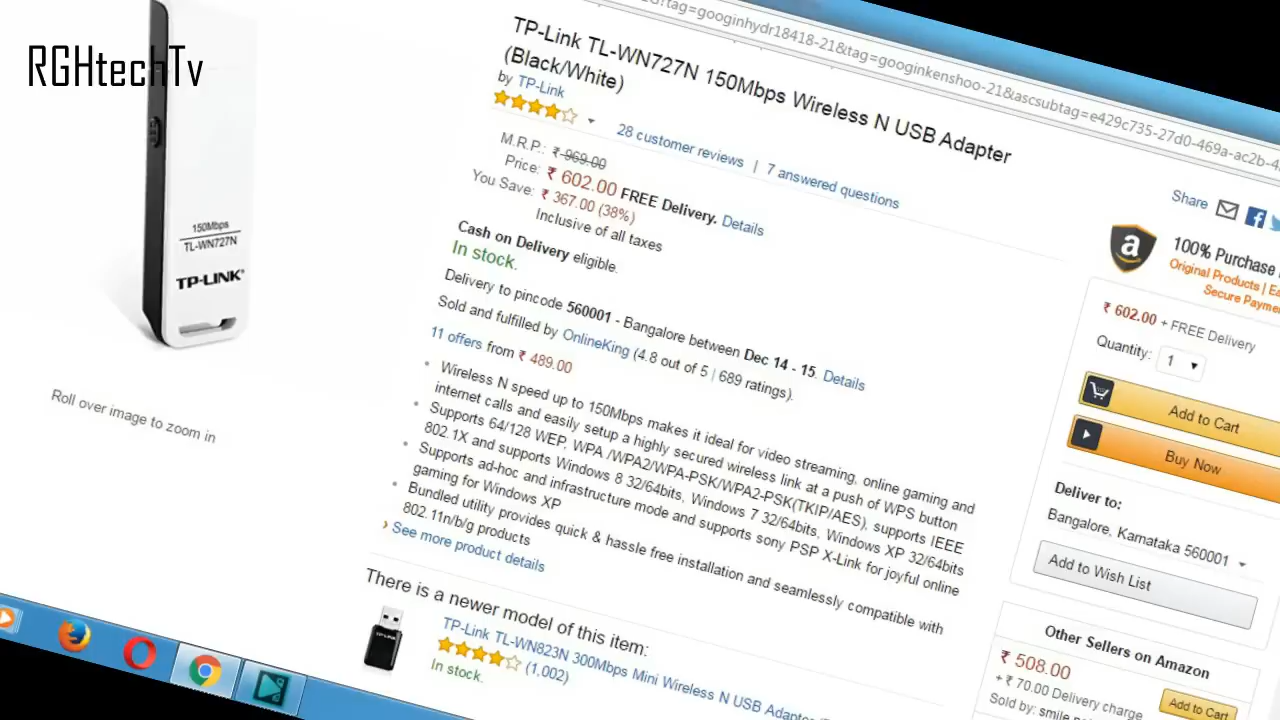 RGHtechTv
googinhydr18418-21&tag=googinkenshoo-21&ascsubtag=e429c735-27d0-469a-ac2b-4
TP-Link TL-WN727N 150Mbps Wireless N USB Adapter
(Black/White)
by TP-Link
28 customer reviews | 7 answered questions
M.R.P.: ₹ 969.00
Price: ₹ 602.00 FREE Delivery. Details
You Save: ₹ 367.00 (38%)
Inclusive of all taxes
Cash on Delivery eligible.
In stock.
Delivery to pincode 560001 - Bangalore between Dec 14 - 15. Details
Sold and fulfilled by OnlineKing (4.8 out of 5 | 689 ratings).
11 offers from ₹ 489.00
Wireless N speed up to 150Mbps makes it ideal for video streaming, online gaming and
internet calls and easily setup a highly secured wireless link at a push of WPS button
Supports 64/128 WEP, WPA /WPA2/WPA-PSK/WPA2-PSK(TKIP/AES), supports IEEE
802.1X and supports Windows 8 32/64bits, Windows 7 32/64bits, Windows XP 32/64bits
Supports ad-hoc and infrastructure mode and supports sony PSP X-Link for joyful online
gaming for Windows XP
Bundled utility provides quick & hassle free installation and seamlessly compatible with
802.11n/b/g products
See more product details
There is a newer model of this item:
TP-Link TL-WN823N 300Mbps Mini Wireless N USB Adapter
(1,002)
In stock.
150Mbps
TL-WN727N
TP-LINK
Roll over image to zoom in
Share
100% Purchase
Original Products |
Secure
₹ 602.00 + FREE Delivery
Quantity: 1
Add to Cart
Buy Now
Deliver to:
Bangalore, Karnataka 560001
Add to Wish List
Other Sellers on Amazon
₹ 508.00
+ ₹ 70.00 Delivery charge
Add to Cart
Sold by: smile